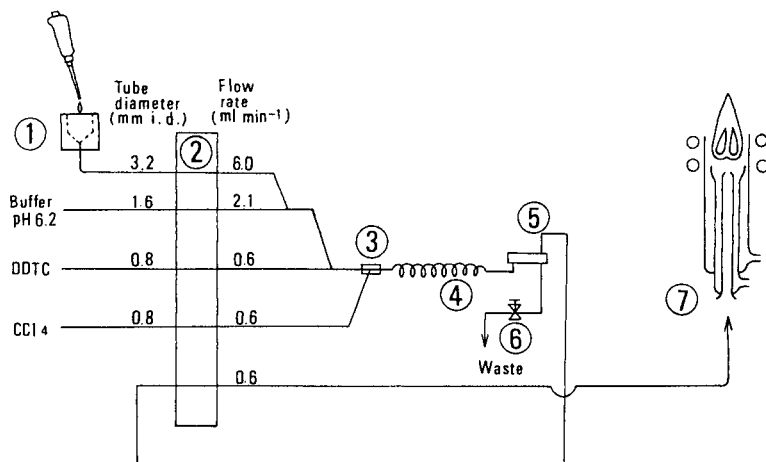 Tube diameter (mm i.d.)
Flow rate (ml min⁻¹)
1
2
3.2
6.0
Buffer pH 6.2
1.6
2.1
DDTC
0.8
0.6
3
4
5
CCl4
0.8
0.6
6
Waste
7
0.6